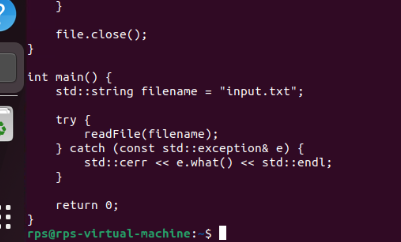 }

    file.close();
}

int main() {
    std::string filename = "input.txt";

    try {
        readFile(filename);
    } catch (const std::exception& e) {
        std::cerr << e.what() << std::endl;
    }

    return 0;
}
rps@rps-virtual-machine:~$